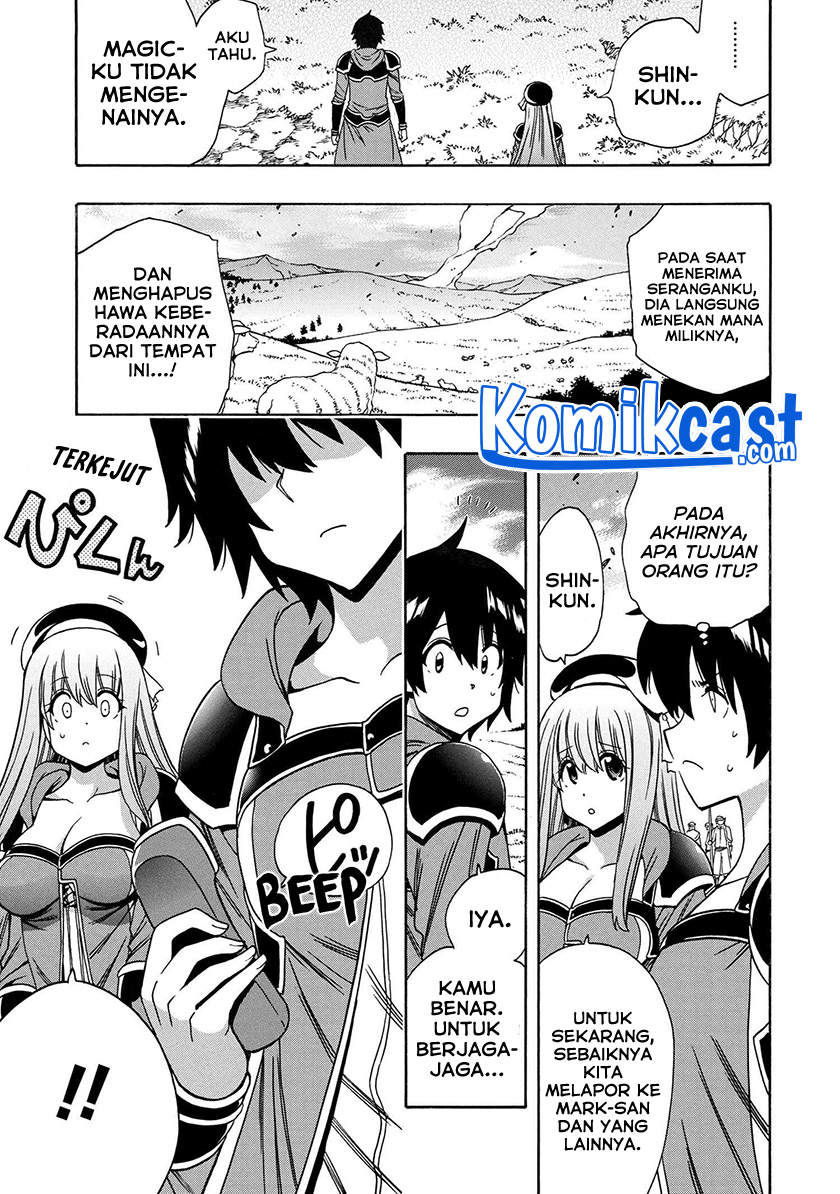 .........
SHIN-
KUN...
AKU
TAHU.
MAGIC-
KU TIDAK
MENGE-
NAINYA.
PADA SAAT
MENERIMA
SERANGANKU,
DIA LANGSUNG
MENEKAN MANA
MILIKNYA,
DAN
MENGHAPUS
HAWA KEBE-
RADAANNYA
DARI TEMPAT
INI...!
Komikcast
.com
PADA
AKHIRNYA,
APA TUJUAN
ORANG ITU?
SHIN-
KUN.
UNTUK
SEKARANG,
SEBAIKNYA
KITA
MELAPOR KE
MARK-SAN
DAN YANG
LAINNYA.
IYA.
KAMU
BENAR.
UNTUK
BERJAGA-
JAGA...
TERKEJUT
ぴくん
BEEP
!!